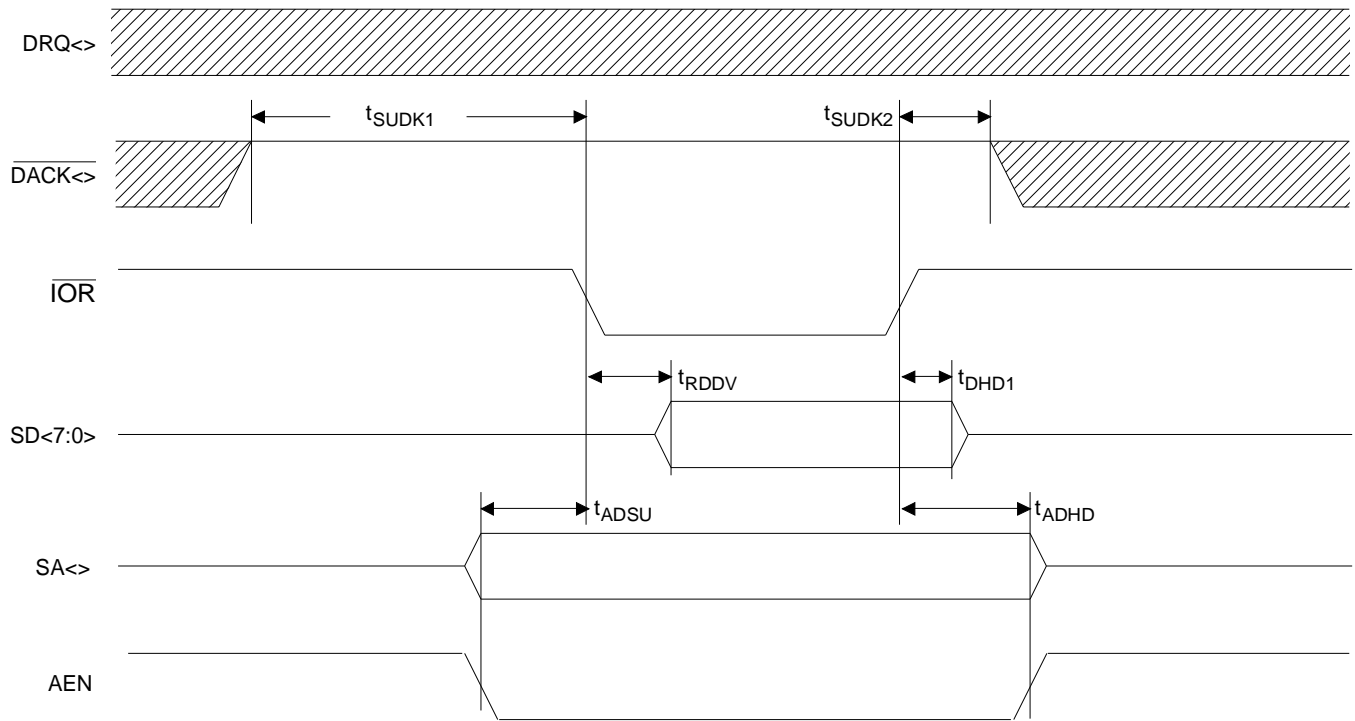 DRQ<>
tSUDK1
tSUDK2
DACK<>
IOR
tRDDV
tDHD1
SD<7:0>
tADSU
tADHD
SA<>
AEN